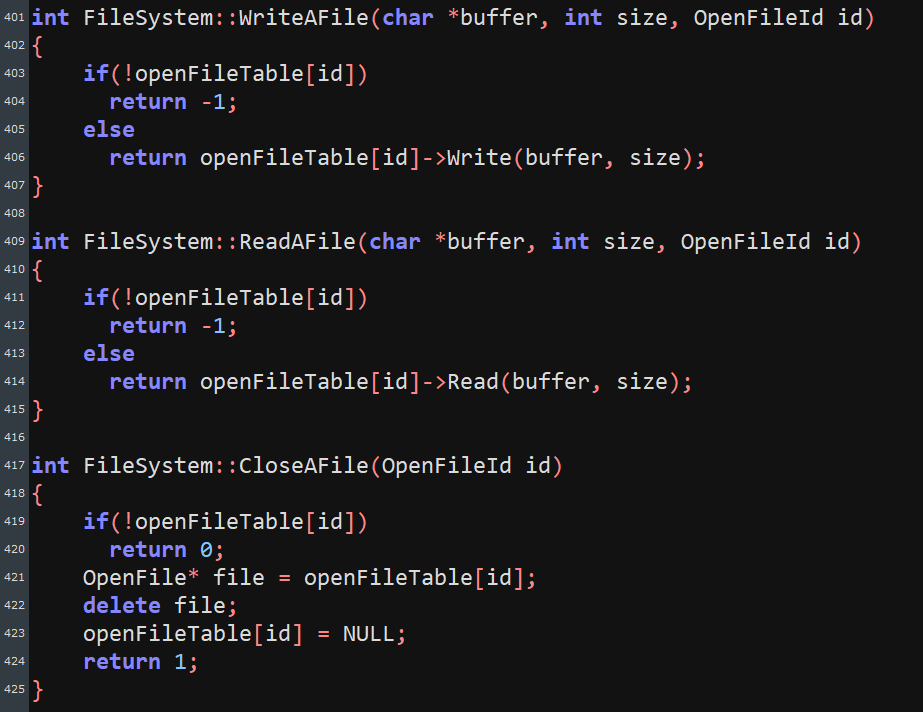 401 int FileSystem::WriteAFile(char *buffer, int size, OpenFileId id)
402 {
403     if(!openFileTable[id])
404       return -1;
405     else
406       return openFileTable[id]->Write(buffer, size);
407 }
408
409 int FileSystem::ReadAFile(char *buffer, int size, OpenFileId id)
410 {
411     if(!openFileTable[id])
412       return -1;
413     else
414       return openFileTable[id]->Read(buffer, size);
415 }
416
417 int FileSystem::CloseAFile(OpenFileId id)
418 {
419     if(!openFileTable[id])
420       return 0;
421     OpenFile* file = openFileTable[id];
422     delete file;
423     openFileTable[id] = NULL;
424     return 1;
425 }